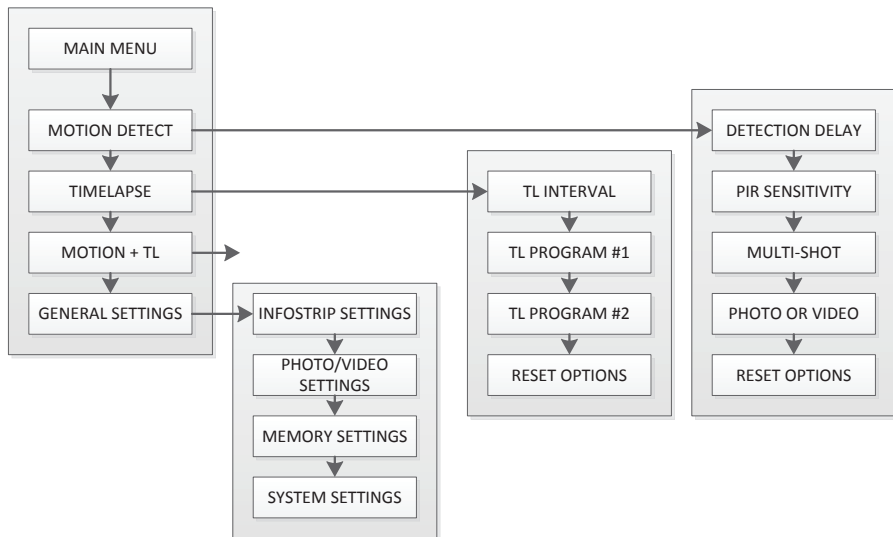 MAIN MENU
MOTION DETECT
TIMELAPSE
MOTION + TL
GENERAL SETTINGS
INFOSTRIP SETTINGS
PHOTO/VIDEO
SETTINGS
MEMORY SETTINGS
SYSTEM SETTINGS
TL INTERVAL
TL PROGRAM #1
TL PROGRAM #2
RESET OPTIONS
DETECTION DELAY
PIR SENSITIVITY
MULTI-SHOT
PHOTO OR VIDEO
RESET OPTIONS